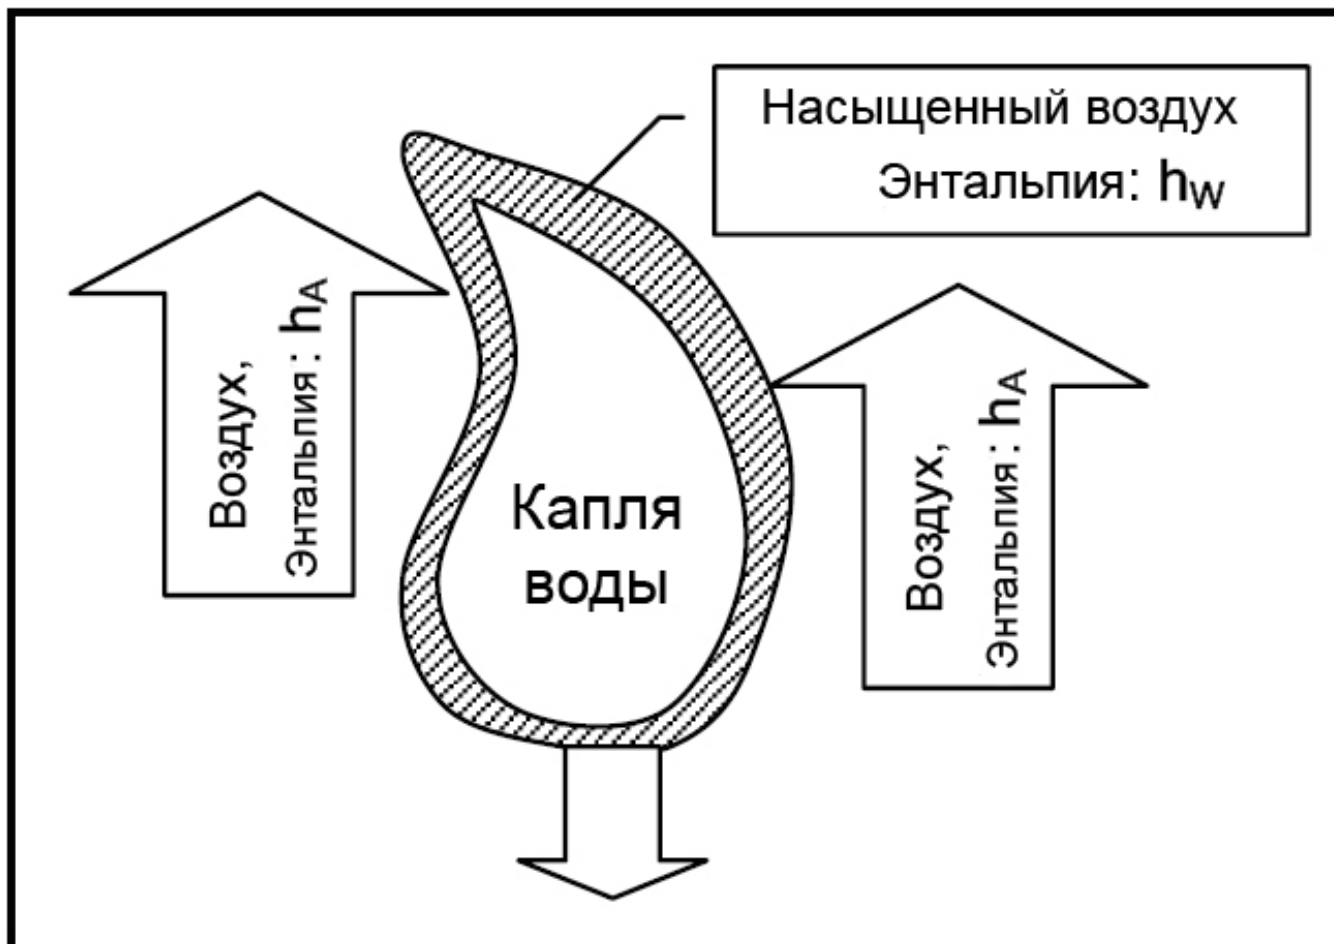 Насыщенный воздух
Энтальпия: hW
Воздух,
Энтальпия: hA
Капля
воды
Воздух,
Энтальпия: hA